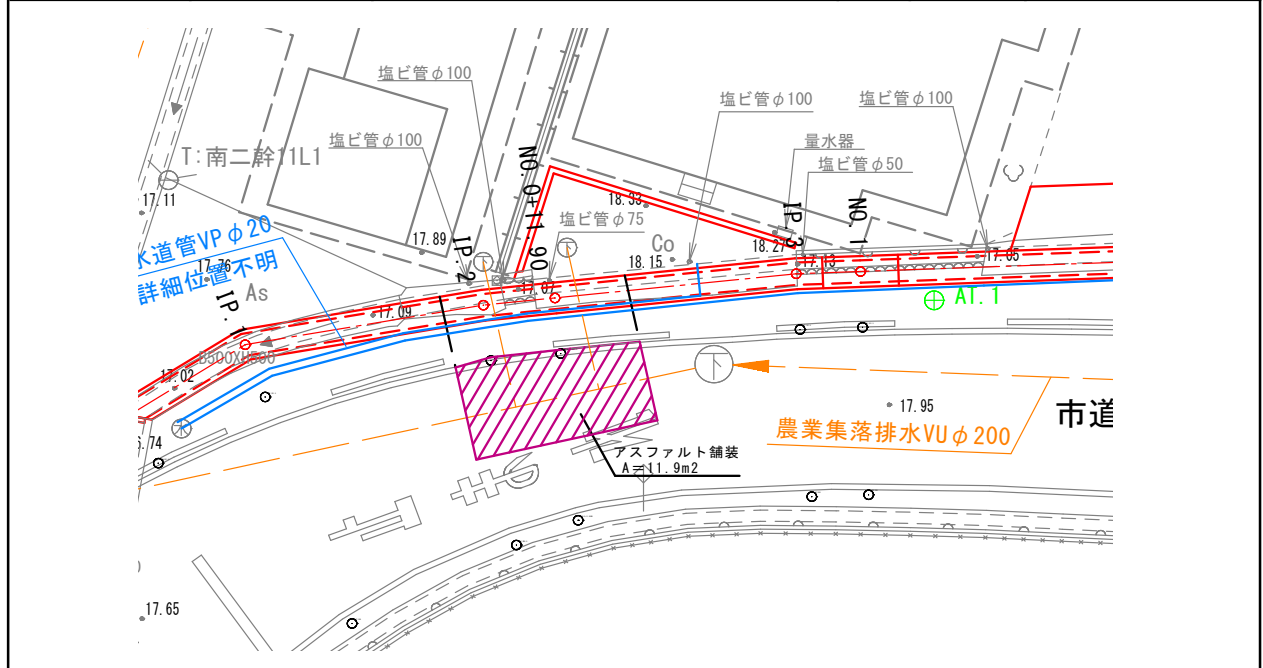 塩ビ管φ100
塩ビ管φ100
塩ビ管φ100
塩ビ管φ100
量水器
塩ビ管φ50
T:南二幹11L1
17.11
NO.0+11.90
18.33
塩ビ管φ75
IP.3
NO.1
水道管VPφ20
17.76
詳細位置不明
17.89
IP.2
Co
18.15
18.27
17.13
17.05
As
IP.1
17.09
17.07
AT.1
17.02
17.95
市道
農業集落排水VUφ200
アスファルト舗装
A=11.9m2
17.65